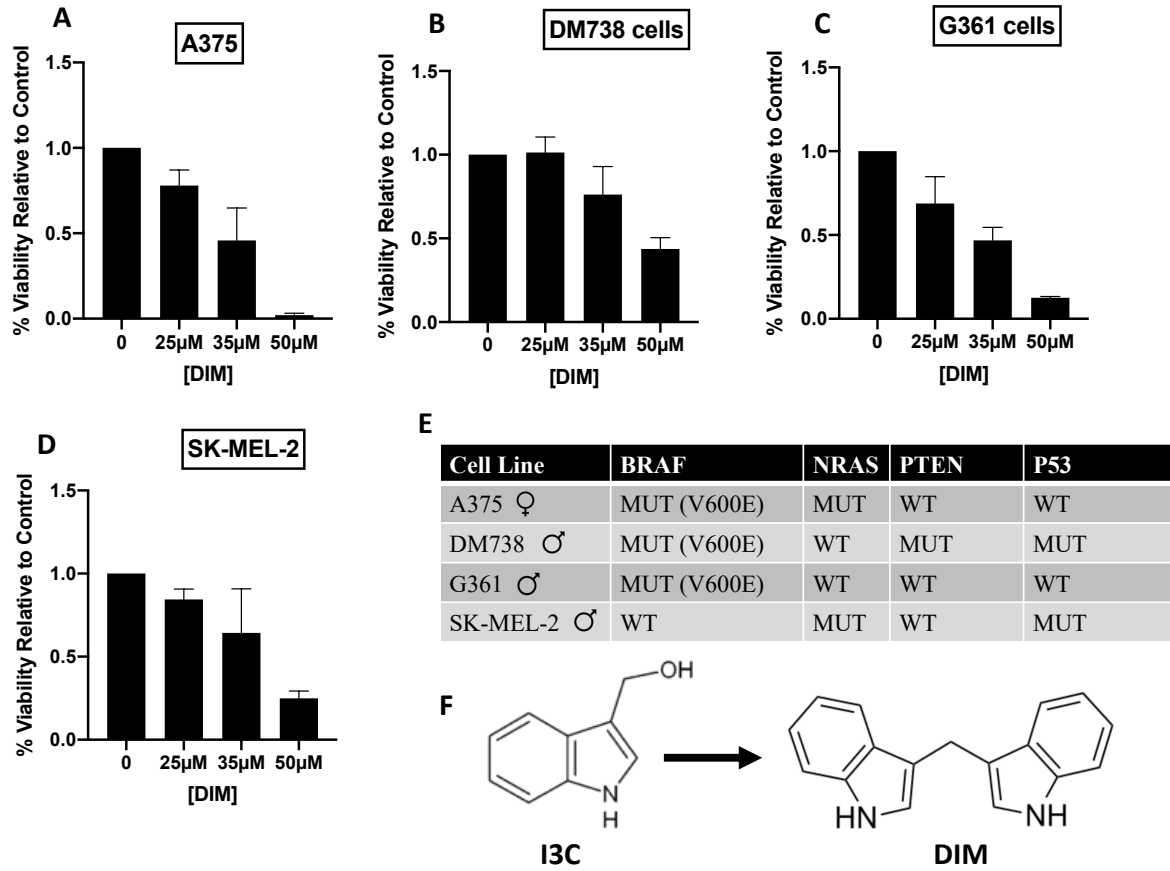 A
A375
% Viability Relative to Control
1.5
1.0
0.5
0.0
0 25µM 35µM 50µM
[DIM]
B
DM738 cells
% Viability Relative to Control
1.5
1.0
0.5
0.0
0 25µM 35µM 50µM
[DIM]
C
G361 cells
% Viability Relative to Control
1.5
1.0
0.5
0.0
0 25µM 35µM 50µM
[DIM]
D
SK-MEL-2
% Viability Relative to Control
1.5
1.0
0.5
0.0
0 25µM 35µM 50µM
[DIM]
E
Cell Line BRAF NRAS PTEN P53
A375 ♀ MUT (V600E) MUT WT WT
DM738 ♂ MUT (V600E) WT MUT MUT
G361 ♂ MUT (V600E) WT WT WT
SK-MEL-2 ♂ WT MUT WT MUT
F
OH
N
H
I3C
HN NH
DIM